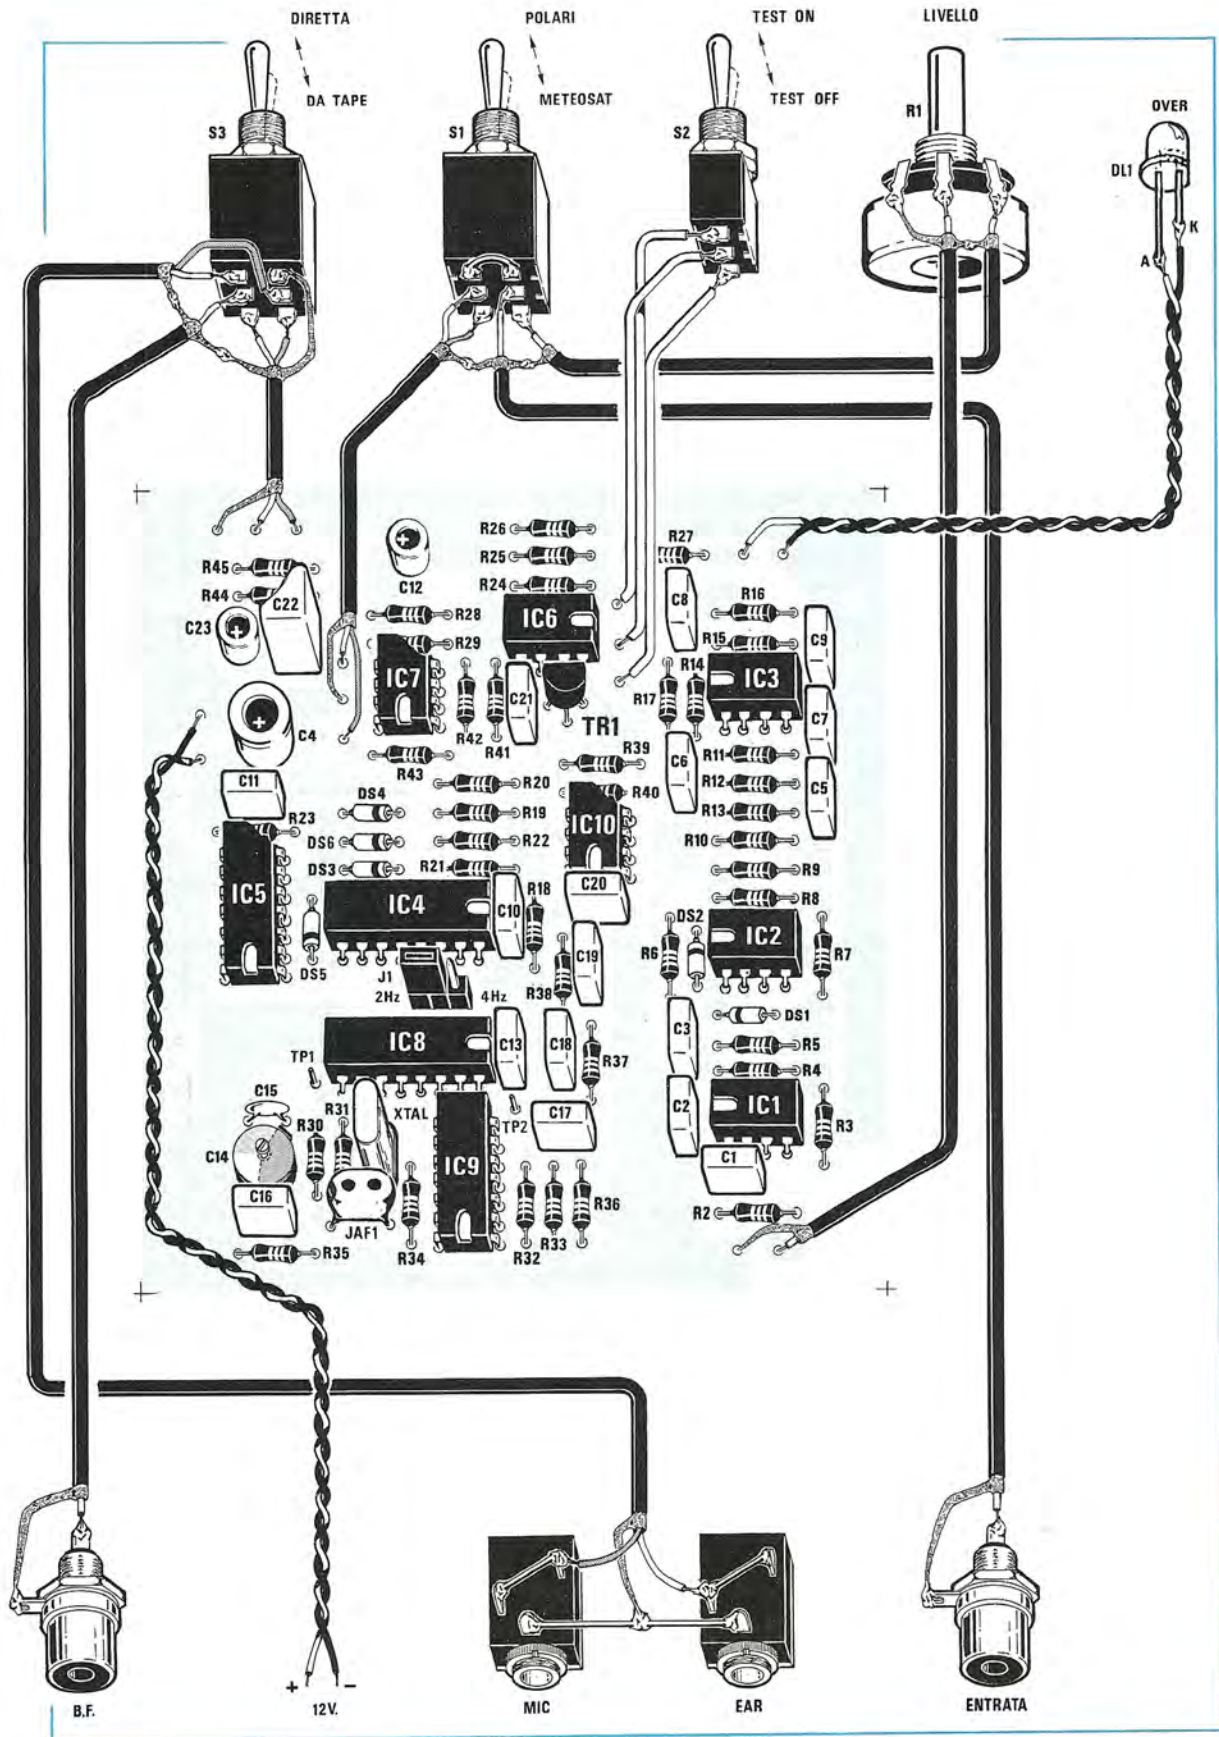 DIRETTA
DA TAPE
S3
POLARI
METEOSAT
S1
TEST ON
TEST OFF
S2
LIVELLO
R1
OVER
DL1
A
K
R45
R44
C22
C23
C12
R28
R29
IC7
R26
R25
R24
IC6
R27
C8
R16
R15
C9
IC3
R17
R14
R42
R41
C21
TR1
C4
C7
R43
R39
C6
R11
R12
C5
R13
R10
C11
R20
R40
DS4
R19
IC10
R23
DS6
R22
DS3
R21
R9
IC5
IC4
C10
R18
C20
R8
DS2
IC2
R6
R7
DS5
J1
2Hz
4Hz
R38
C19
C3
DS1
IC8
C13
C18
R37
R5
R4
TP1
C15
R31
R30
XTAL
TP2
C17
C2
IC1
R3
C14
IC9
C1
C16
JAF1
R34
R32
R33
R36
R2
R35
B.F.
+
−
12V.
MIC
EAR
ENTRATA